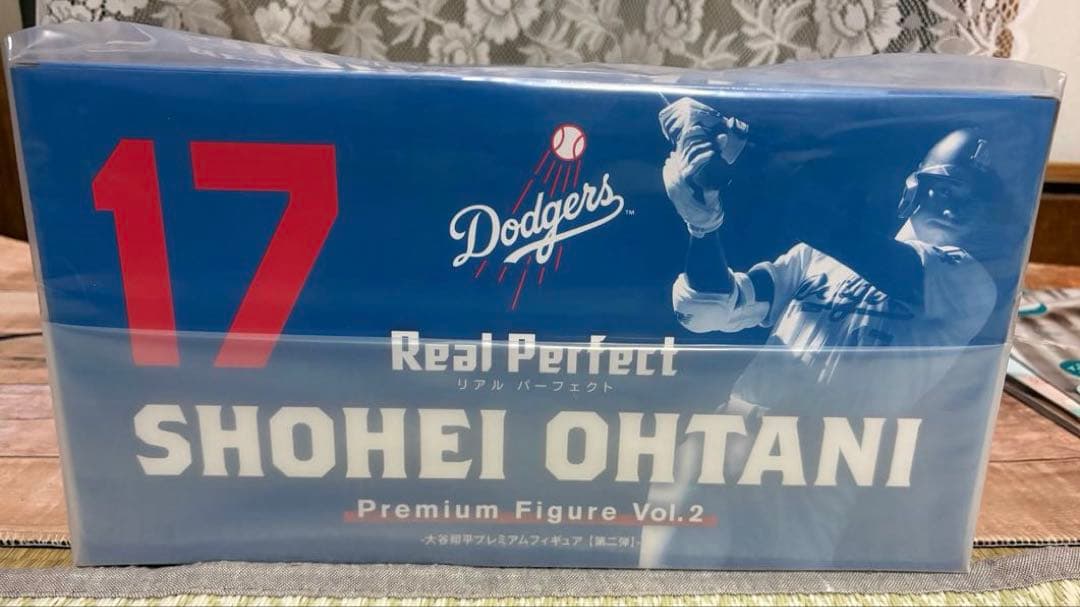 17
Dodgers
™
Real Perfect
リアル パーフェクト
SHOHEI OHTANI
Premium Figure Vol.2
-大谷翔平プレミアムフィギュア【第二弾】-